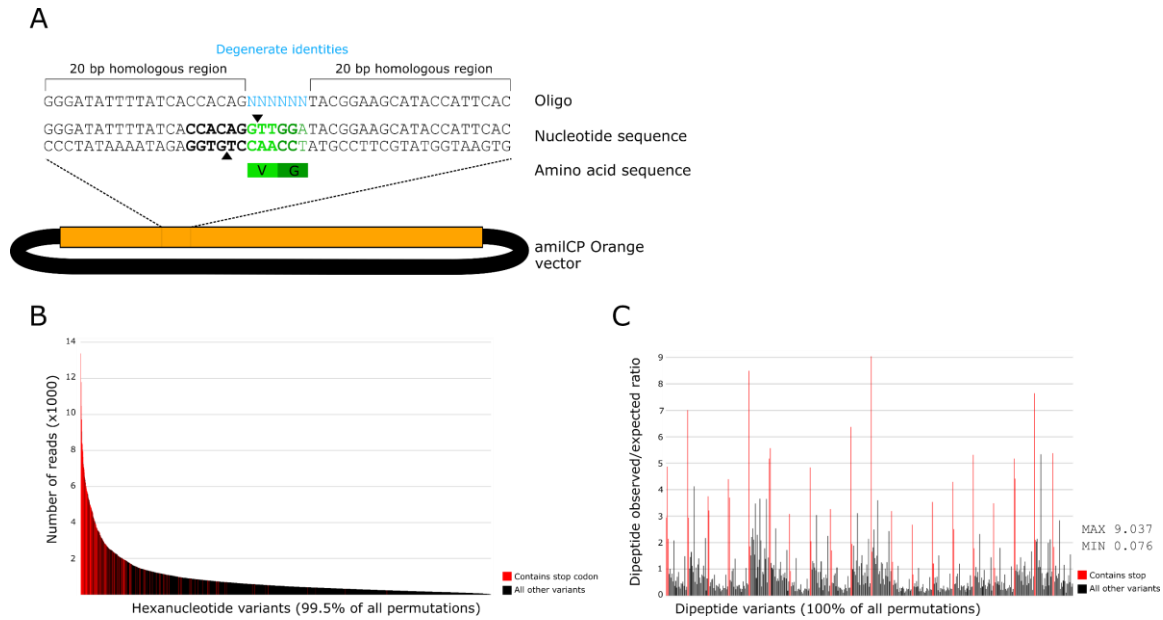 A
Degenerate identities
20 bp homologous region
20 bp homologous region
GGGATATTTTATCACCACAGNNNNNNTACGGAAGCATACCATTCAC
Oligo
GGGATATTTTATCACCACAGGTTGGATACGGAAGCATACCATTCAC
Nucleotide sequence
CCCTATAAAATAGAGGTGTCCAACCTATGCCTTCGTATGGTAAGTG
V G
Amino acid sequence
amilCP Orange
vector
B
Number of reads (x1000)
14
12
10
8
6
4
2
Contains stop codon
All other variants
Hexanucleotide variants (99.5% of all permutations)
C
Dipeptide observed/expected ratio
9
8
7
6
5
4
3
2
1
0
MAX 9.037
MIN 0.076
Contains stop
All other variants
Dipeptide variants (100% of all permutations)